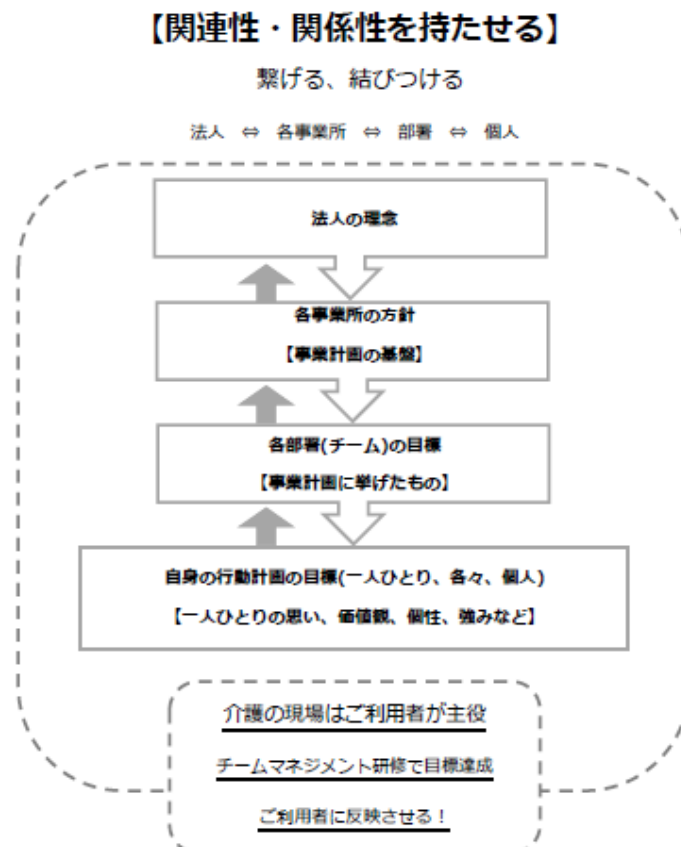 【関連性・関係性を持たせる】
繋げる、結びつける
法人 ⇔ 各事業所 ⇔ 部署 ⇔ 個人
法人の理念
各事業所の方針
【事業計画の基盤】
各部署(チーム)の目標
【事業計画に挙げたもの】
自身の行動計画の目標(一人ひとり、各々、個人)
【一人ひとりの思い、価値観、個性、強みなど】
介護の現場はご利用者が主役
チームマネジメント研修で目標達成
ご利用者に反映させる！